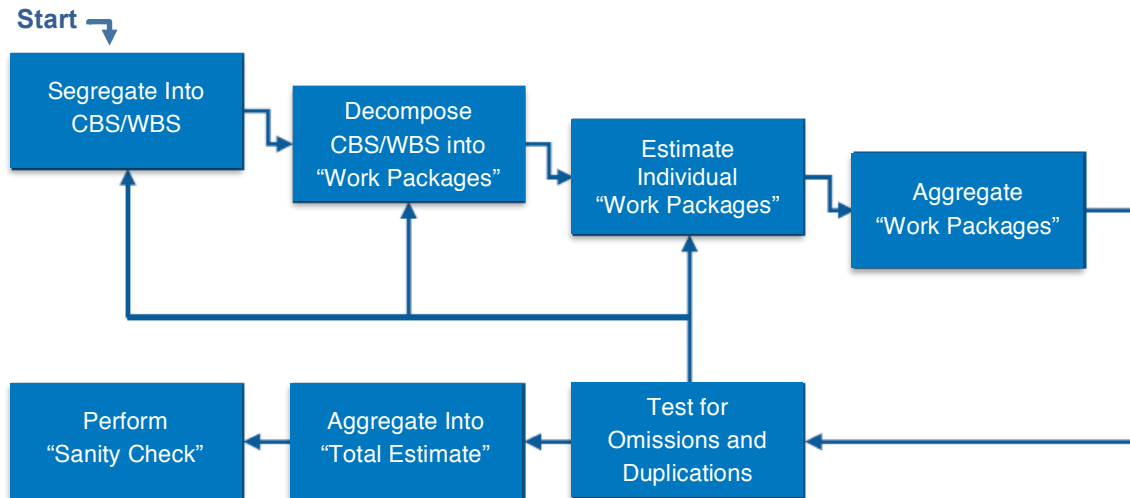 Start
Segregate Into
CBS/WBS
Decompose
CBS/WBS into
“Work Packages”
Estimate
Individual
“Work Packages”
Aggregate
“Work Packages”
Perform
“Sanity Check”
Aggregate Into
“Total Estimate”
Test for
Omissions and
Duplications